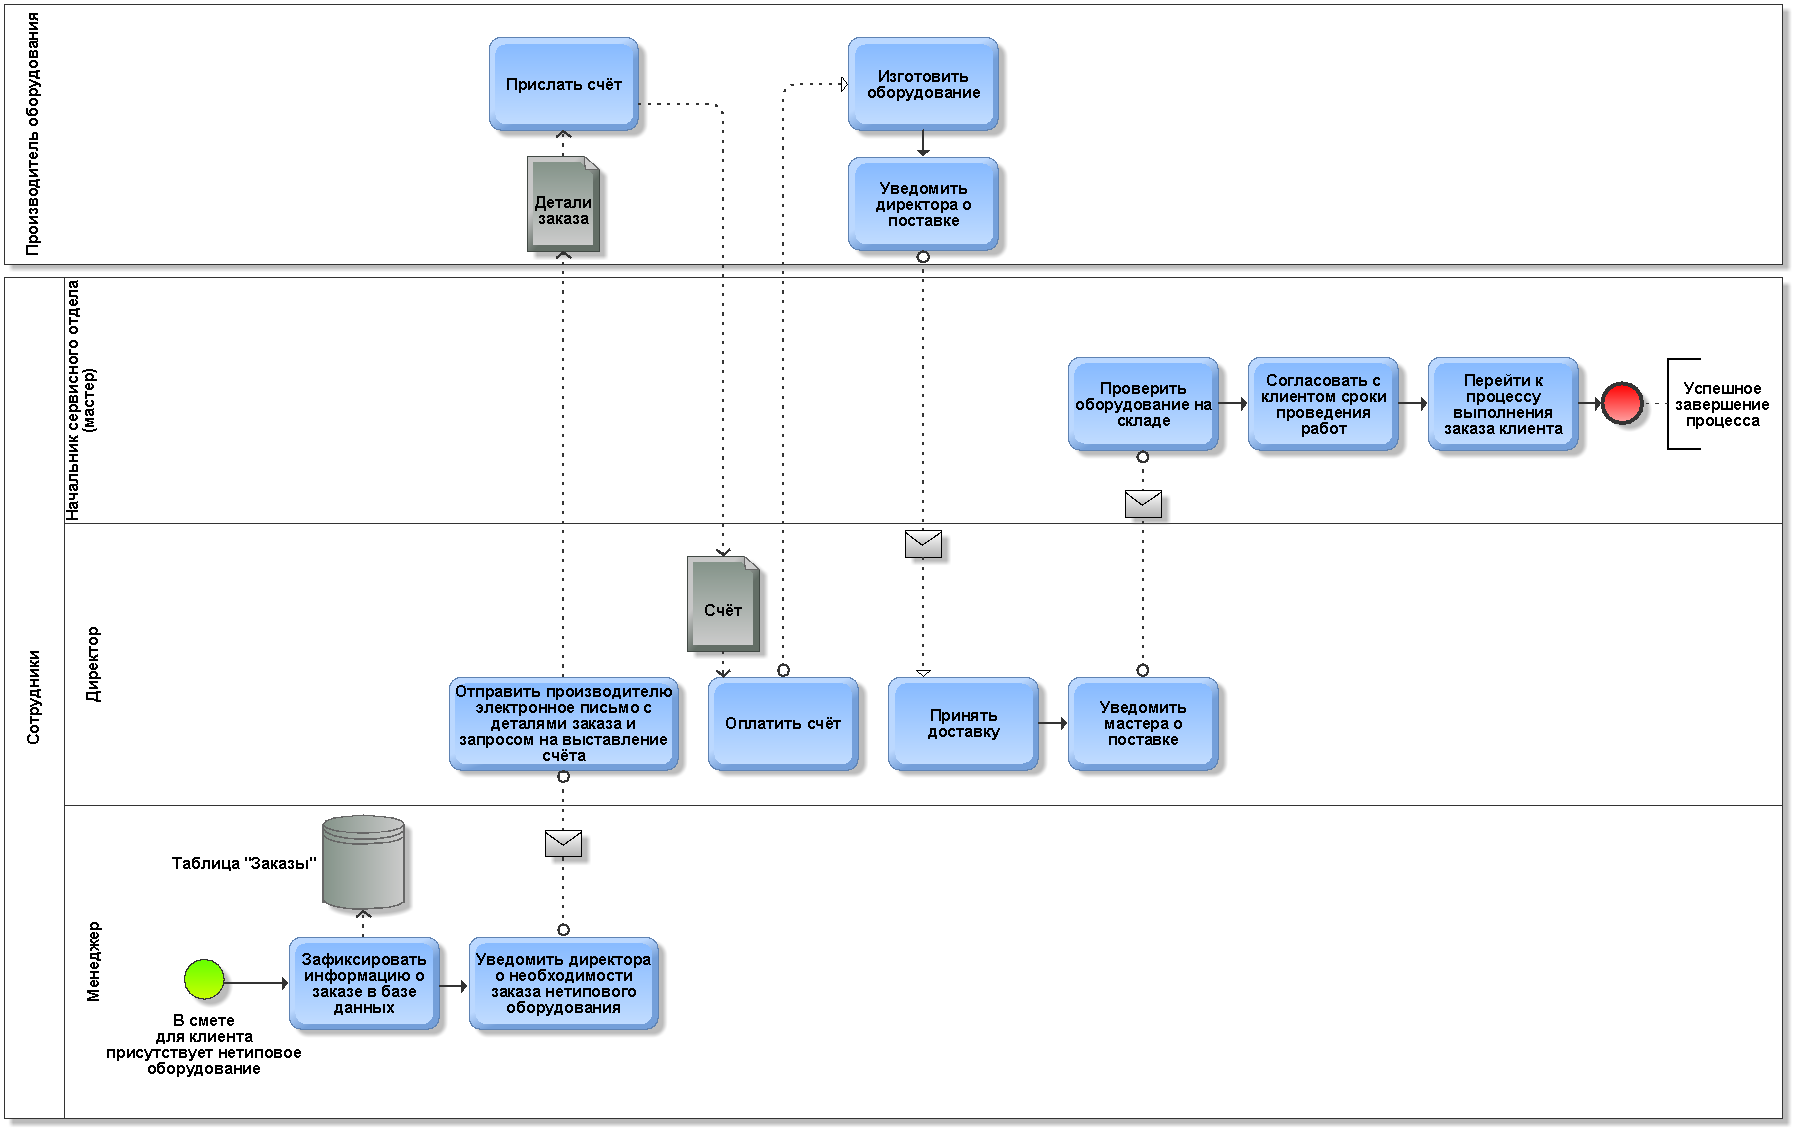 Производитель оборудования
Прислать счёт
Изготовить
оборудование
Детали
заказа
Уведомить
директора о
поставке
Сотрудники
Начальник сервисного отдела
(мастер)
Проверить
оборудование на
складе
Согласовать с
клиентом сроки
проведения
работ
Перейти к
процессу
выполнения
заказа клиента
Успешное
завершение
процесса
Директор
Счёт
Отправить производителю
электронное письмо с
деталями заказа и
запросом на выставление
счёта
Оплатить счёт
Принять
доставку
Уведомить
мастера о
поставке
Менеджер
Таблица "Заказы"
В смете
для клиента
присутствует нетиповое
оборудование
Зафиксировать
информацию о
заказе в базе
данных
Уведомить директора
о необходимости
заказа нетипового
оборудования